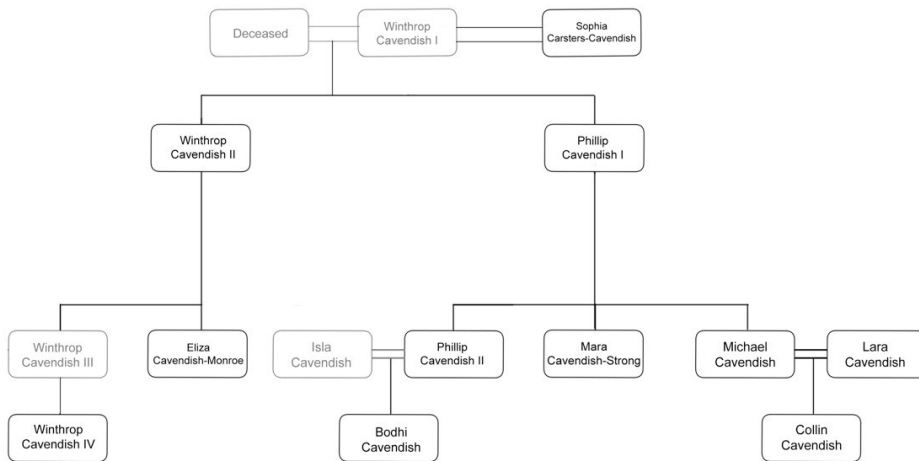 Deceased
Winthrop
Cavendish I
Sophia
Carsters-Cavendish
Winthrop
Cavendish II
Phillip
Cavendish I
Winthrop
Cavendish III
Eliza
Cavendish-Monroe
Isla
Cavendish
Phillip
Cavendish II
Mara
Cavendish-Strong
Michael
Cavendish
Lara
Cavendish
Winthrop
Cavendish IV
Bodhi
Cavendish
Collin
Cavendish